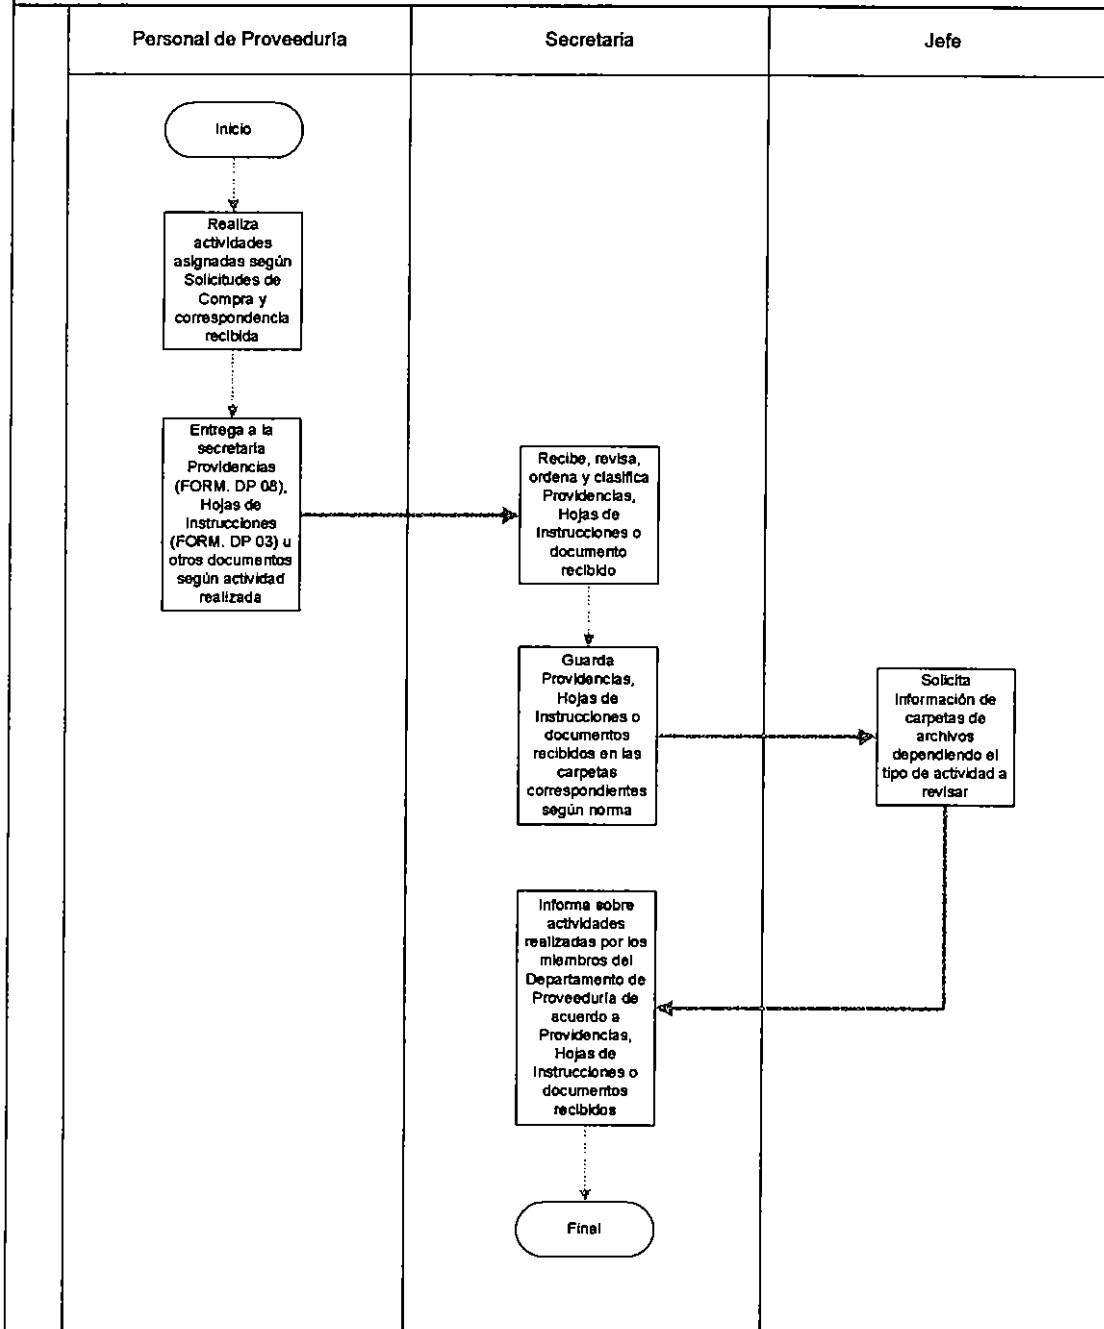 Personal de Proveeduría
Secretaria
Jefe
Inicio
Realiza
actividades
asignadas según
Solicitudes de
Compra y
correspondencia
recibida
Entrega a la
secretaria
Providencias
(FORM. DP 08),
Hojas de
Instrucciones
(FORM. DP 03) u
otros documentos
según actividad
realizada
Recibe, revisa,
ordena y clasifica
Providencias,
Hojas de
Instrucciones o
documento
recibido
Guarda
Providencias,
Hojas de
Instrucciones o
documentos
recibidos en las
carpetas
correspondientes
según norma
Solicita
Información de
carpetas de
archivos
dependiendo el
tipo de actividad a
revisar
Informa sobre
actividades
realizadas por los
miembros del
Departamento de
Proveeduría de
acuerdo a
Providencias,
Hojas de
Instrucciones o
documentos
recibidos
Final